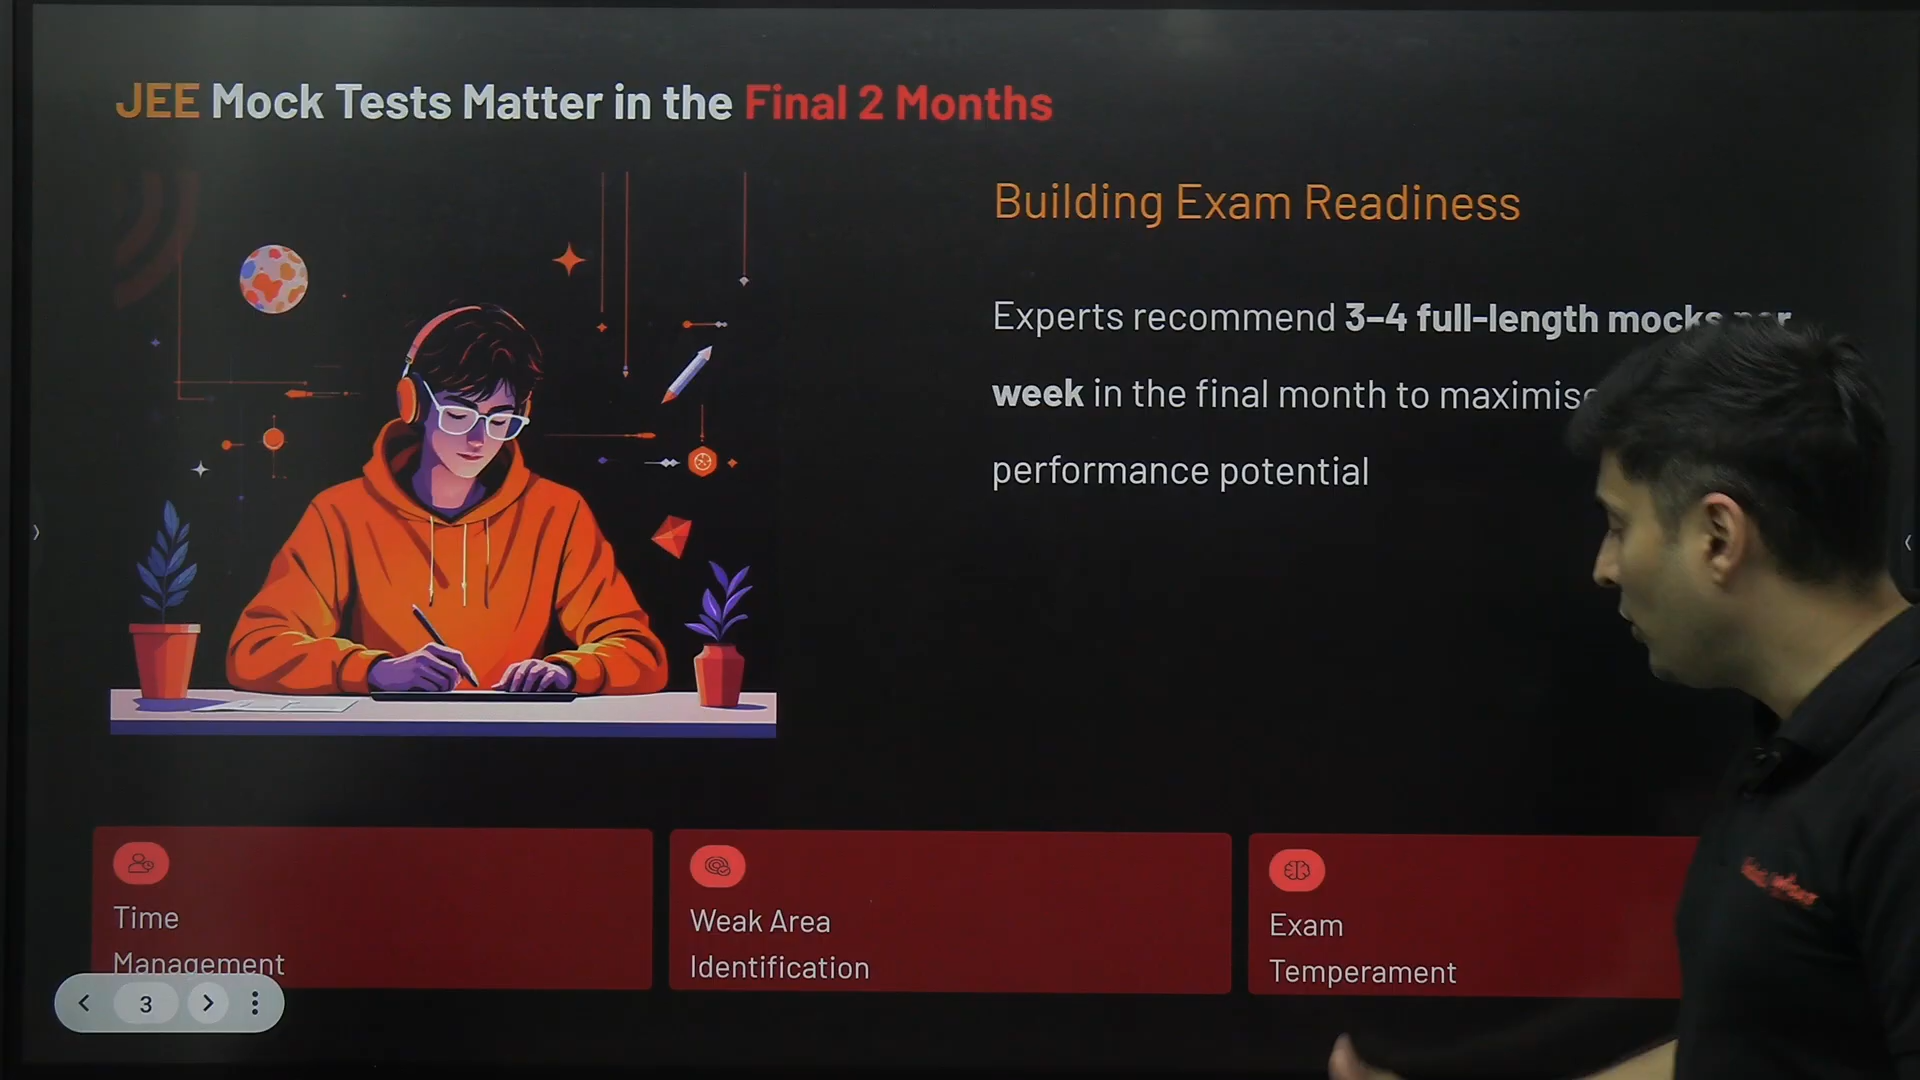 JEE Mock Tests Matter in the Final 2 Months
Building Exam Readiness
Experts recommend 3–4 full-length mocks per
week in the final month to maximise
performance potential
Time
Management
Weak Area
Identification
Exam
Temperament
3